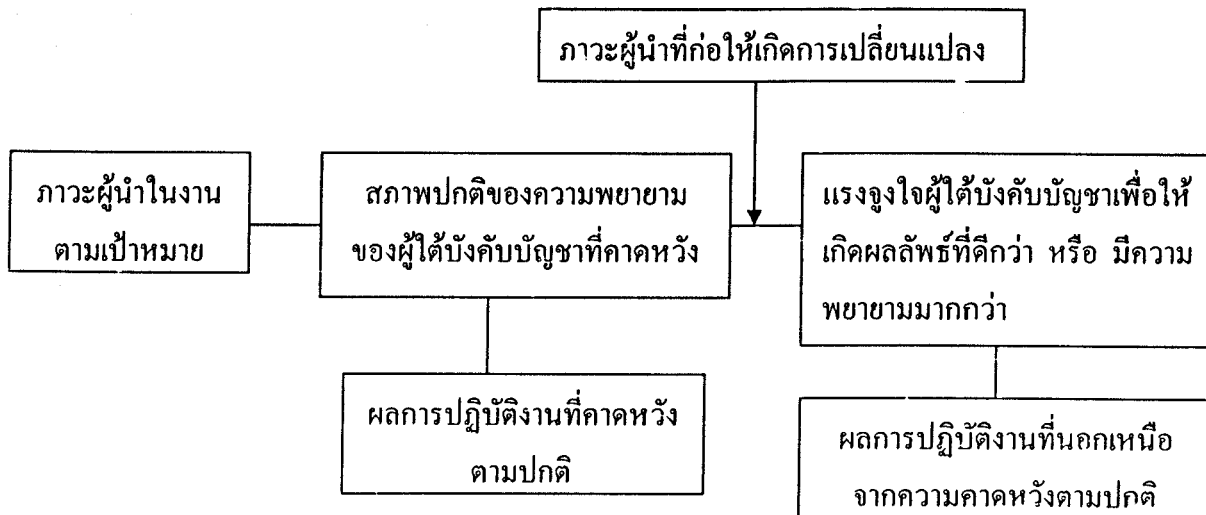 ภาวะผู้นำที่ก่อให้เกิดการเปลี่ยนแปลง
ภาวะผู้นำในงาน
ตามเป้าหมาย
สภาพปกติของความพยายาม
ของผู้ใต้บังคับบัญชาที่คาดหวัง
แรงจูงใจผู้ใต้บังคับบัญชาเพื่อให้
เกิดผลลัพธ์ที่ดีกว่า หรือ มีความ
พยายามมากกว่า
ผลการปฏิบัติงานที่คาดหวัง
ตามปกติ
ผลการปฏิบัติงานที่นอกเหนือ
จากความคาดหวังตามปกติ